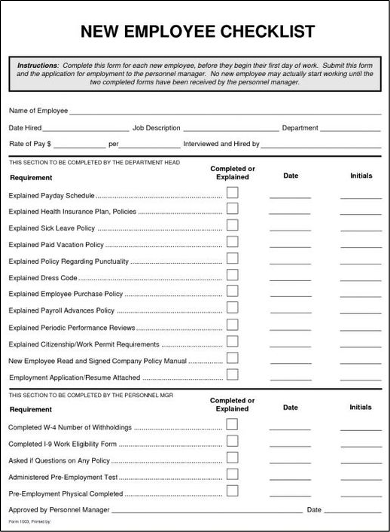 NEW EMPLOYEE CHECKLIST
Instructions: Complete this form for each new employee, before they begin their first day of work. Submit this form
and the application for employment to the personnel manager. No new employee may actually start working until the
two completed forms have been received by the personnel manager.
Name of Employee
Date Hired Job Description Department
Rate of Pay $ per Interviewed and Hired by
THIS SECTION TO BE COMPLETED BY THE DEPARTMENT HEAD
Requirement Completed or Explained Date Initials
Explained Payday Schedule
Explained Health Insurance Plan, Policies
Explained Sick Leave Policy
Explained Paid Vacation Policy
Explained Policy Regarding Punctuality
Explained Dress Code
Explained Employee Purchase Policy
Explained Payroll Advances Policy
Explained Periodic Performance Reviews
Explained Citizenship/Work Permit Requirements
New Employee Read and Signed Company Policy Manual
Employment Application/Resume Attached
THIS SECTION TO BE COMPLETED BY THE PERSONNEL MGR
Requirement Completed or Explained Date Initials
Completed W-4 Number of Withholdings
Completed I-9 Work Eligibility Form
Asked if Questions on Any Policy
Administered Pre-Employment Test
Pre-Employment Physical Completed
Approved by Personnel Manager Date